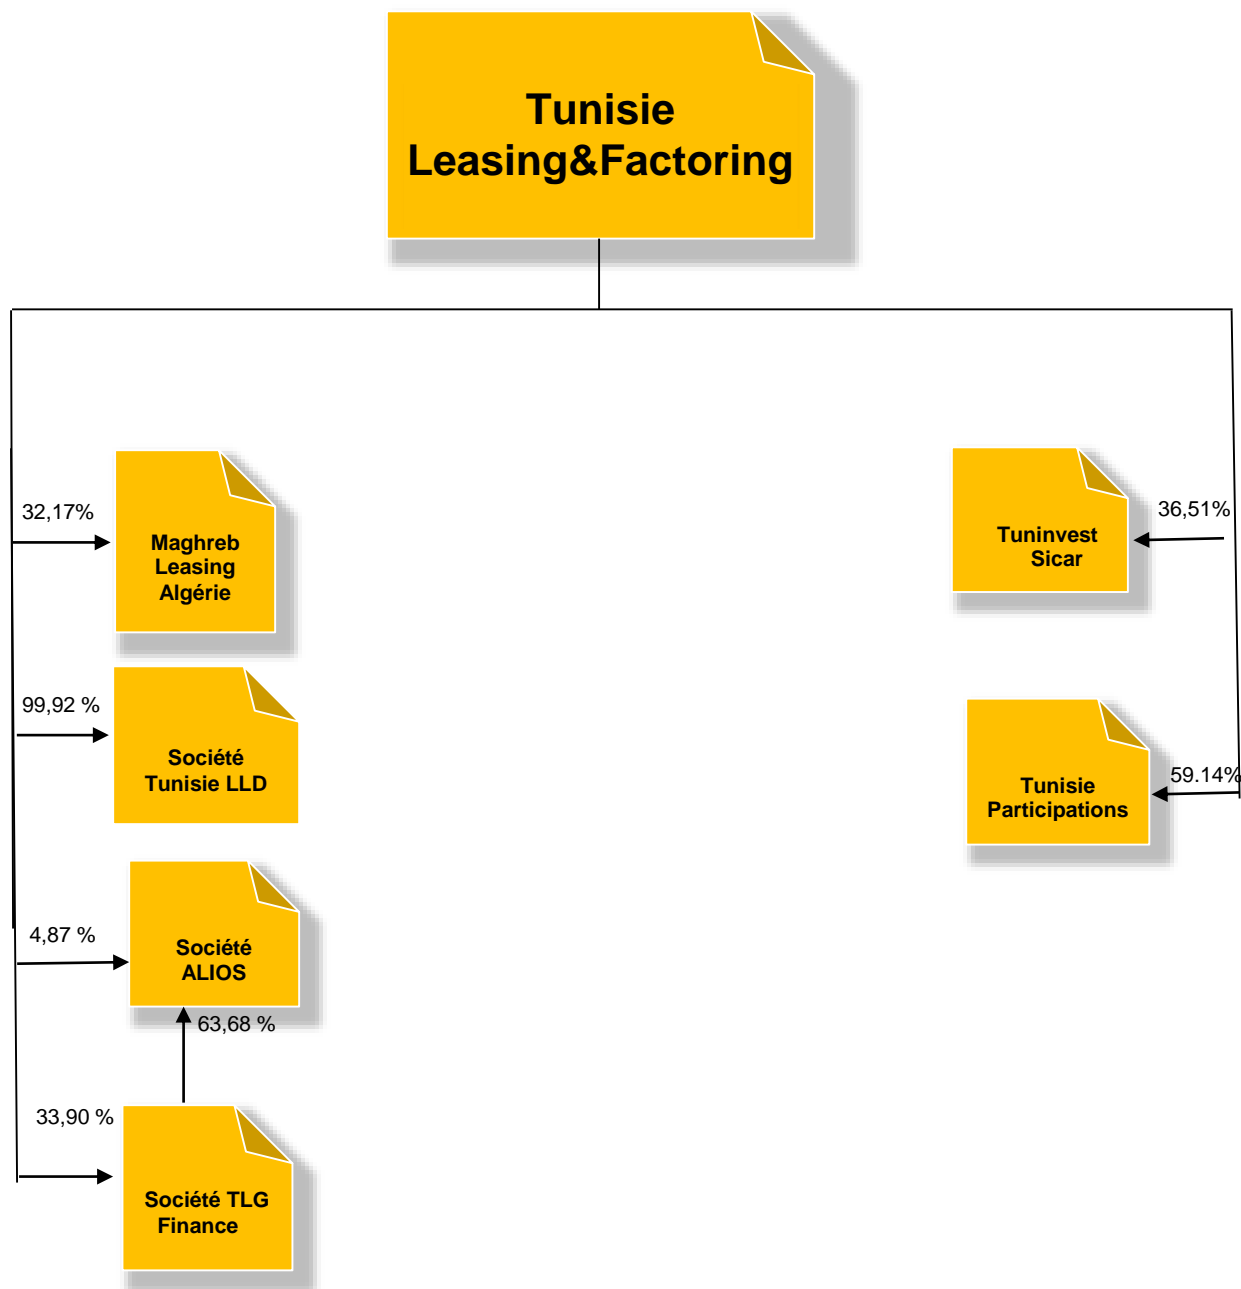 Tunisie
Leasing&Factoring
32,17%
Maghreb
Leasing
Algérie
36,51%
Tuninvest
Sicar
99,92 %
Société
Tunisie LLD
59.14%
Tunisie
Participations
4,87 %
Société
ALIOS
63,68 %
33,90 %
Société TLG
Finance